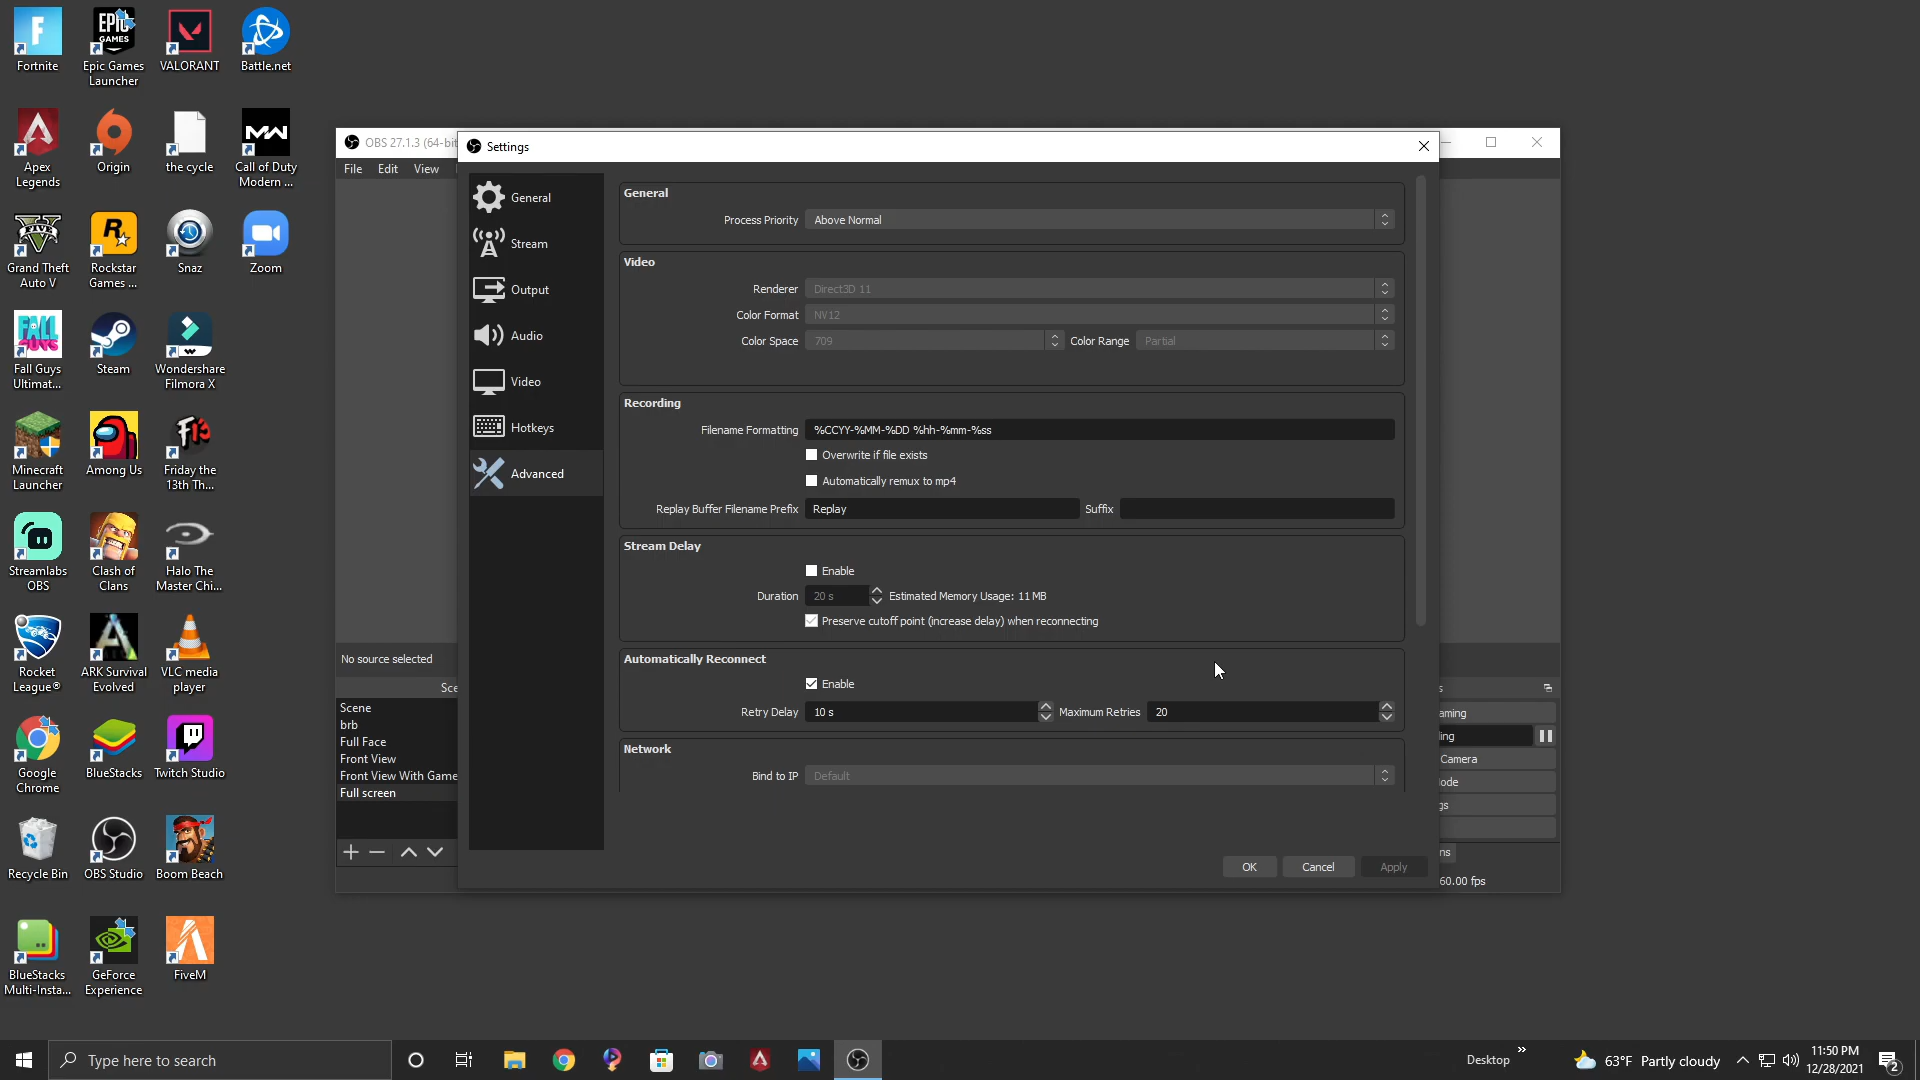 Fortnite
Epic Games
Launcher
VALORANT
Battle.net
Apex
Legends
Origin
the cycle
Call of Duty
Modern ...
Grand Theft
Auto V
Rockstar
Games ...
Snaz
Zoom
Fall Guys
Ultimat...
Steam
Wondershare
Filmora X
Minecraft
Launcher
Among Us
Friday the
13th Th...
Streamlabs
OBS
Clash of
Clans
Halo The
Master Chi...
Rocket
League®
ARK Survival
Evolved
VLC media
player
Google
Chrome
BlueStacks
Twitch Studio
Recycle Bin
OBS Studio
Boom Beach
BlueStacks
Multi-Insta...
GeForce
Experience
FiveM
OBS 27.1.3 (64-bit
File Edit View
No source selected
Sce
Scene
brb
Full Face
Front View
Front View With Game
Full screen
Settings
General
Stream
Output
Audio
Video
Hotkeys
Advanced
General
Process Priority Above Normal
Video
Renderer Direct3D 11
Color Format NV12
Color Space 709 Color Range Partial
Recording
Filename Formatting %CCYY-%MM-%DD %hh-%mm-%ss
Overwrite if file exists
Automatically remux to mp4
Replay Buffer Filename Prefix Replay Suffix
Stream Delay
Enable
Duration 20 s Estimated Memory Usage: 11 MB
Preserve cutoff point (increase delay) when reconnecting
Automatically Reconnect
Enable
Retry Delay 10 s Maximum Retries 20
Network
Bind to IP Default
OK Cancel Apply
s
aming
ing
Camera
ode
gs
ns
60.00 fps
Type here to search
Desktop
63°F Partly cloudy
11:50 PM
12/28/2021
2